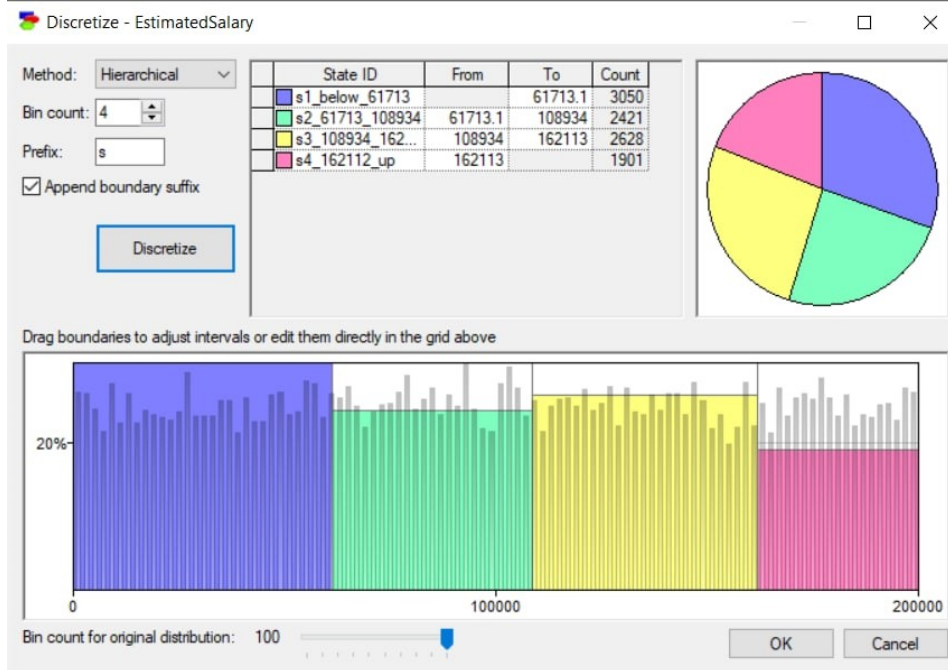 Discretize - EstimatedSalary
Method: Hierarchical
Bin count: 4
Prefix: s
Append boundary suffix
Discretize
State ID From To Count
s1_below_61713 61713.1 3050
s2_61713_108934 61713.1 108934 2421
s3_108934_162... 108934 162113 2628
s4_162112_up 162113 1901
Drag boundaries to adjust intervals or edit them directly in the grid above
20%
0 100000 200000
Bin count for original distribution: 100
OK Cancel